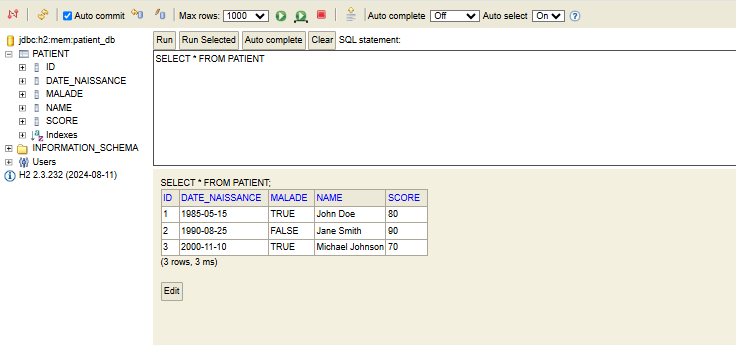 Auto commit Max rows: 1000 Auto complete Off Auto select On ?
jdbc:h2:mem:patient_db
PATIENT
ID
DATE_NAISSANCE
MALADE
NAME
SCORE
Indexes
INFORMATION_SCHEMA
Users
H2 2.3.232 (2024-08-11)
Run Run Selected Auto complete Clear SQL statement:
SELECT * FROM PATIENT
SELECT * FROM PATIENT;
ID DATE_NAISSANCE MALADE NAME SCORE
1 1985-05-15 TRUE John Doe 80
2 1990-08-25 FALSE Jane Smith 90
3 2000-11-10 TRUE Michael Johnson 70
(3 rows, 3 ms)
Edit